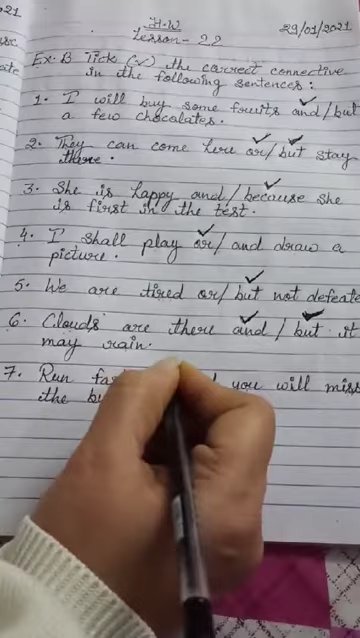 021
H.W
29/01/2021
Lesson - 22
Ex: B Tick (✓) the correct connective
in the following sentences:
1. I will buy some fruits and/but
a few chocolates.
2. They can come here or/but stay
there.
3. She is happy and/because she
is first in the test.
4. I shall play or/and draw a
picture.
5. We are tired or/but not defeate
6. Clouds are there and/but it
may rain.
7. Run you will miss
the